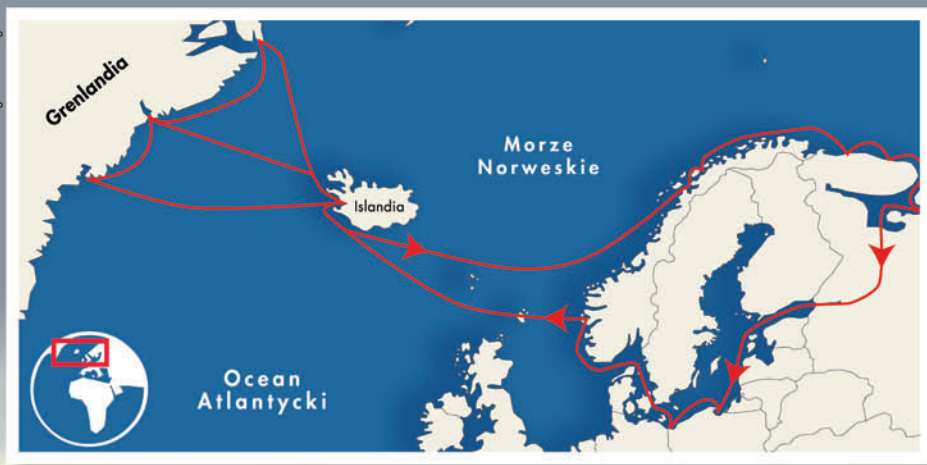 Grenlandia
Morze
Norweskie
Islandia
Ocean
Atlantycki